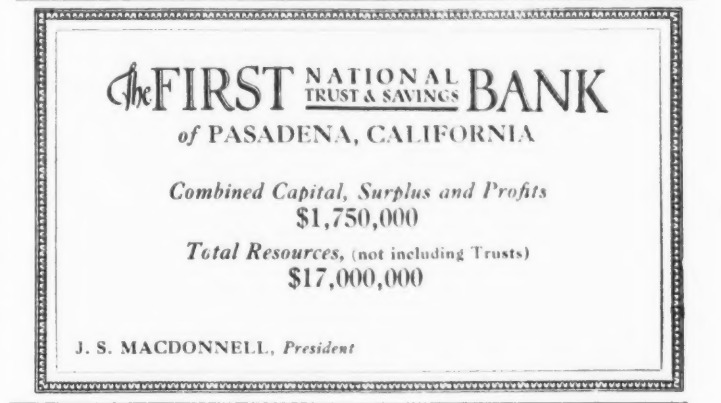 The FIRST NATIONAL TRUST & SAVINGS BANK
of PASADENA, CALIFORNIA
Combined Capital, Surplus and Profits
$1,750,000
Total Resources, (not including Trusts)
$17,000,000
J. S. MACDONNELL, President